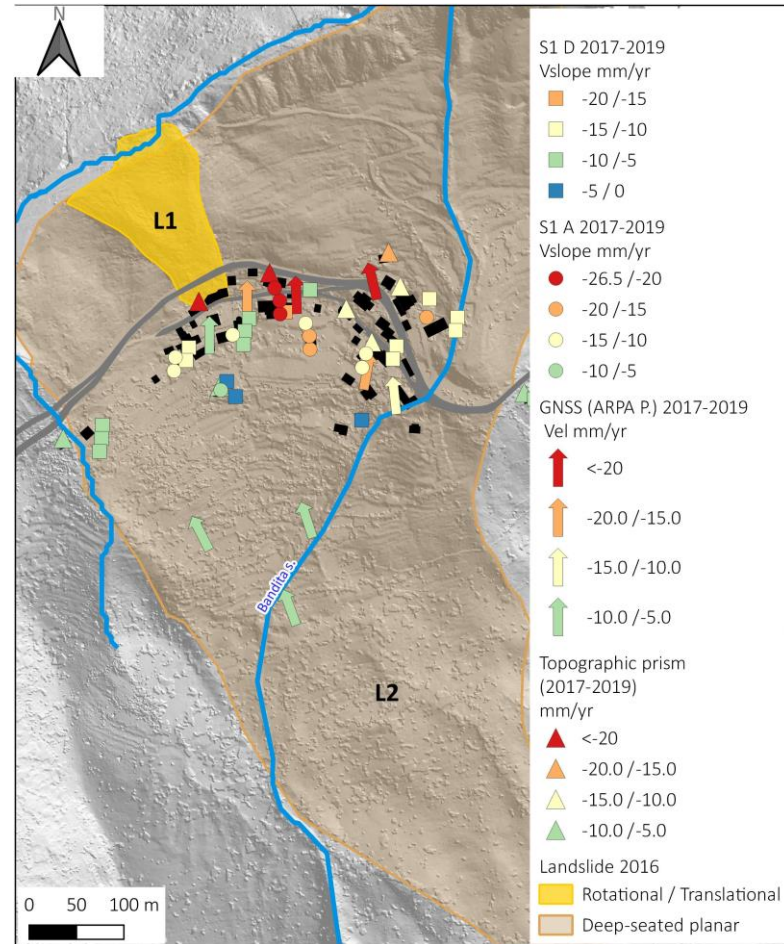 N
L1
L2
Bandita s.
0 50 100 m
S1 D 2017-2019
Vslope mm/yr
-20 /-15
-15 /-10
-10 /-5
-5 / 0
S1 A 2017-2019
Vslope mm/yr
-26.5 /-20
-20 /-15
-15 /-10
-10 /-5
GNSS (ARPA P.) 2017-2019
Vel mm/yr
<-20
-20.0 /-15.0
-15.0 /-10.0
-10.0 /-5.0
Topographic prism
(2017-2019)
mm/yr
<-20
-20.0 /-15.0
-15.0 /-10.0
-10.0 /-5.0
Landslide 2016
Rotational / Translational
Deep-seated planar